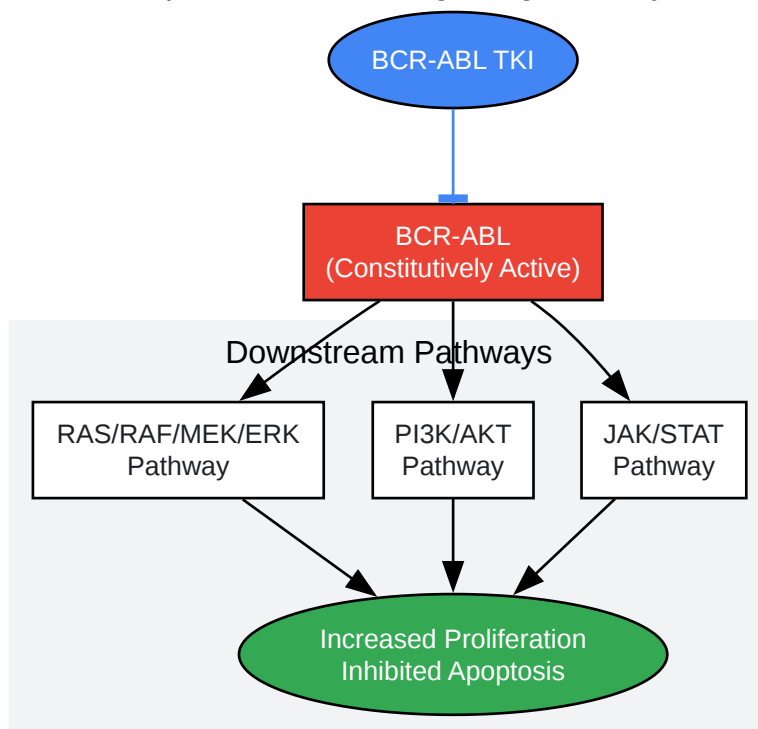 BCR-ABL TKI
BCR-ABL
(Constitutively Active)
Downstream Pathways
RAS/RAF/MEK/ERK
Pathway
PI3K/AKT
Pathway
JAK/STAT
Pathway
Increased Proliferation
Inhibited Apoptosis